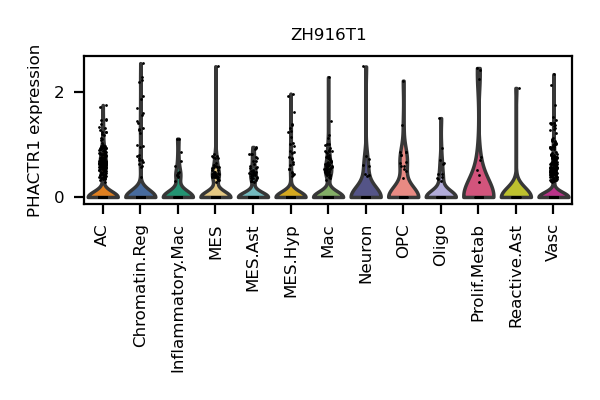 ZH916T1
PHACTR1 expression
2
0
AC
Chromatin.Reg
Inflammatory.Mac
MES
MES.Ast
MES.Hyp
Mac
Neuron
OPC
Oligo
Prolif.Metab
Reactive.Ast
Vasc